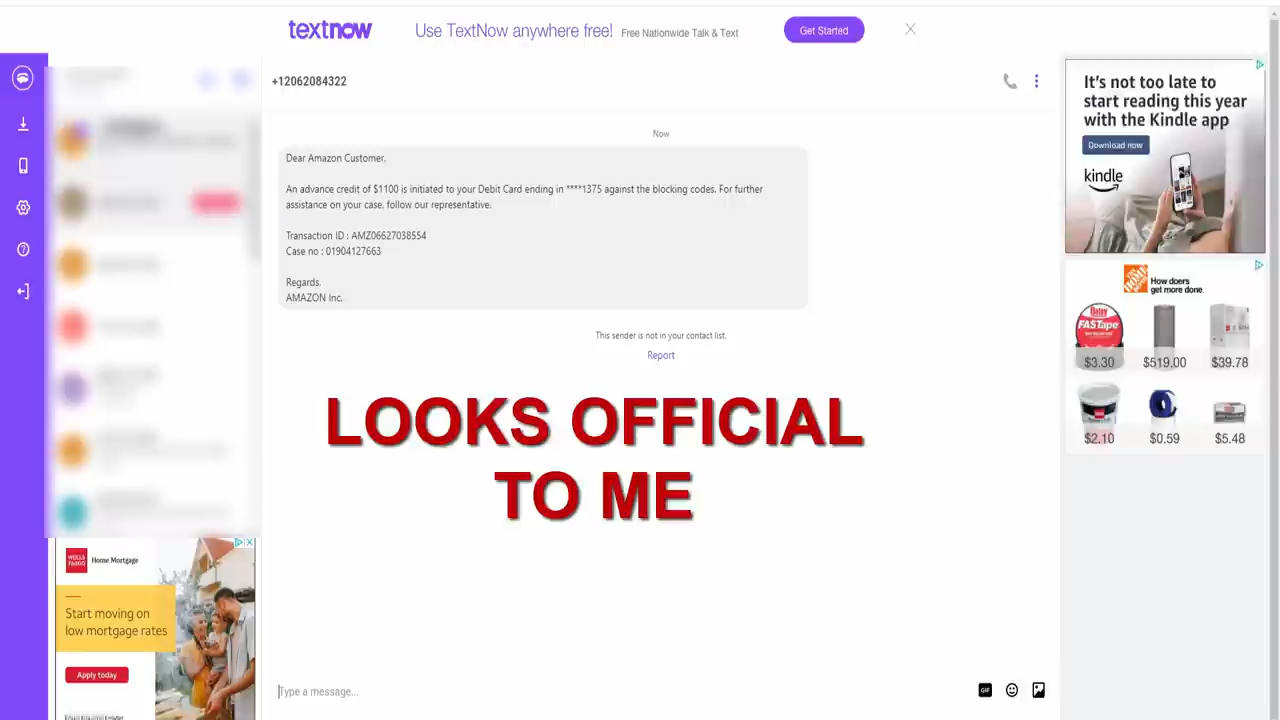 textnow
Use TextNow anywhere free! Free Nationwide Talk & Text
Get Started
+12062084322
Now
Dear Amazon Customer,
An advance credit of $1100 is initiated to your Debit Card ending in ****1375 against the blocking codes. For further
assistance on your case, follow our representative.
Transaction ID : AMZ06627038554
Case no : 01904127663
Regards,
AMAZON Inc.
This sender is not in your contact list.
Report
LOOKS OFFICIAL
TO ME
Type a message...
GIF
It's not too late to
start reading this year
with the Kindle app
Download now
kindle
How doers
get more done.
FASTape
$3.30
$519.00
$39.78
$2.10
$0.59
$5.48
WELLS
FARGO
Home Mortgage
Start moving on
low mortgage rates
Apply today